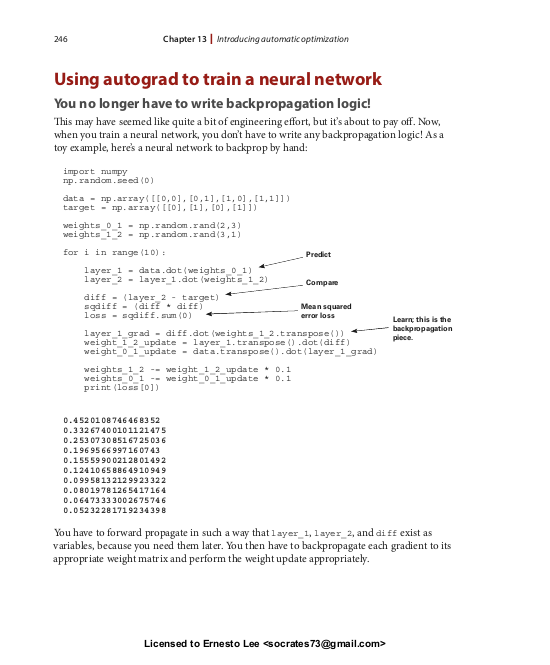 246
Chapter 13 | Introducing automatic optimization
Using autograd to train a neural network
You no longer have to write backpropagation logic!
This may have seemed like quite a bit of engineering effort, but it's about to pay off. Now,
when you train a neural network, you don't have to write any backpropagation logic! As a
toy example, here's a neural network to backprop by hand:
import numpy
np.random.seed(0)
data = np.array([[0,0],[0,1],[1,0],[1,1]])
target = np.array([[0],[1],[0],[1]])
weights_0_1 = np.random.rand(2,3)
weights_1_2 = np.random.rand(3,1)
for i in range(10):
Predict
layer_1 = data.dot(weights_0_1)
layer_2 = layer_1.dot(weights_1_2)
Compare
diff = (layer_2 - target)
sqdiff = (diff * diff)
loss = sqdiff.sum(0)
Mean squared
error loss
Learn; this is the
backpropagation
piece.
layer_1_grad = diff.dot(weights_1_2.transpose())
weight_1_2_update = layer_1.transpose().dot(diff)
weight_0_1_update = data.transpose().dot(layer_1_grad)
weights_1_2 -= weight_1_2_update * 0.1
weights_0_1 -= weight_0_1_update * 0.1
print(loss[0])
0.4520108746468352
0.33267400101121475
0.25307308516725036
0.1969566997160743
0.15559900212801492
0.12410658864910949
0.09958132129923322
0.08019781265417164
0.06473333002675746
0.05232281719234398
You have to forward propagate in such a way that layer_1, layer_2, and diff exist as
variables, because you need them later. You then have to backpropagate each gradient to its
appropriate weight matrix and perform the weight update appropriately.
Licensed to Ernesto Lee <socrates73@gmail.com>